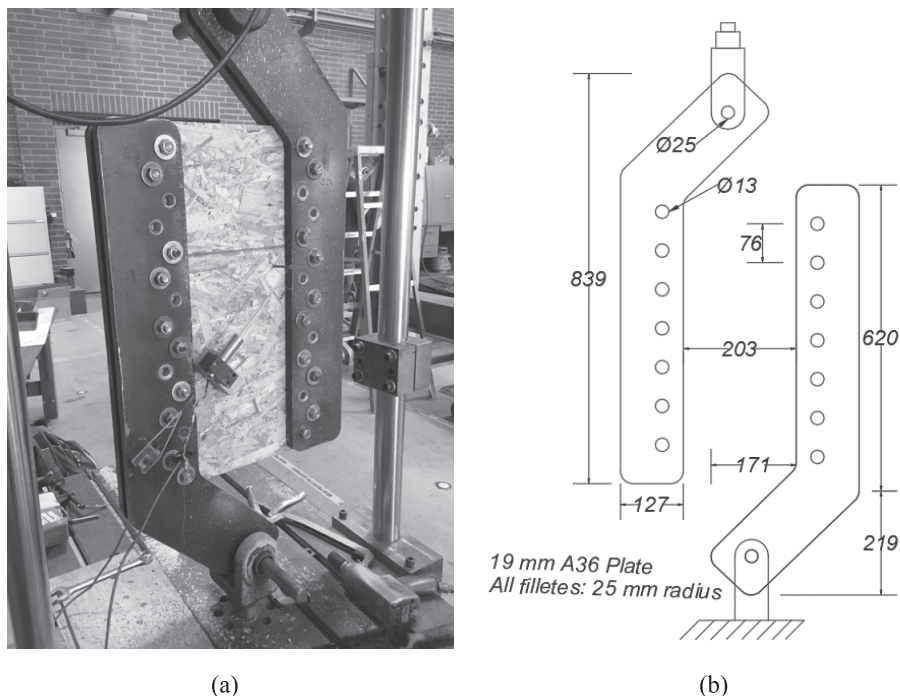 Ø25
Ø13
76
839
620
203
171
127
219
19 mm A36 Plate
All filletes: 25 mm radius
(a)
(b)